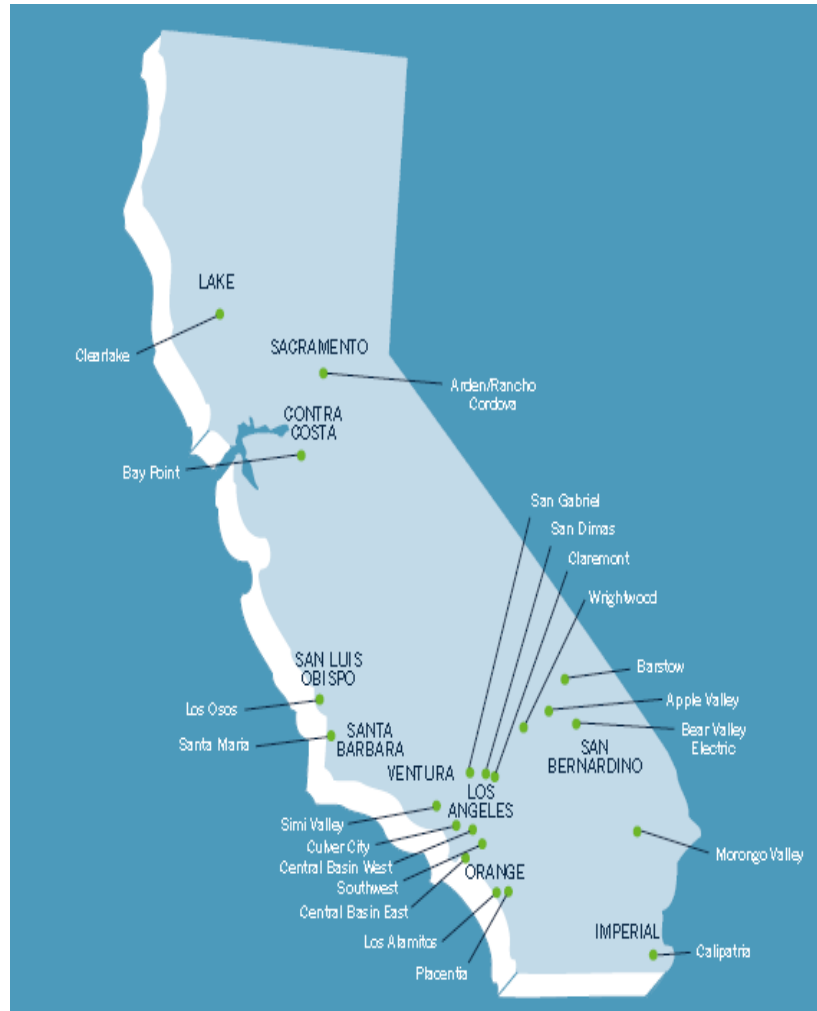 LAKE
Clearlake
SACRAMENTO
Arden/Rancho
Cordova
CONTRA
COSTA
Bay Point
San Gabriel
San Dimas
Claremont
Wrightwood
SAN LUIS
OBISPO
Barstow
Los Osos
Apple Valley
SANTA
BARBARA
Santa Maria
Bear Valley
Electric
SAN
BERNARDINO
VENTURA
LOS
ANGELES
Simi Valley
Culver City
Central Basin West
Southwest
Central Basin East
ORANGE
Morongo Valley
Los Alamitos
Placentia
IMPERIAL
Calipatria